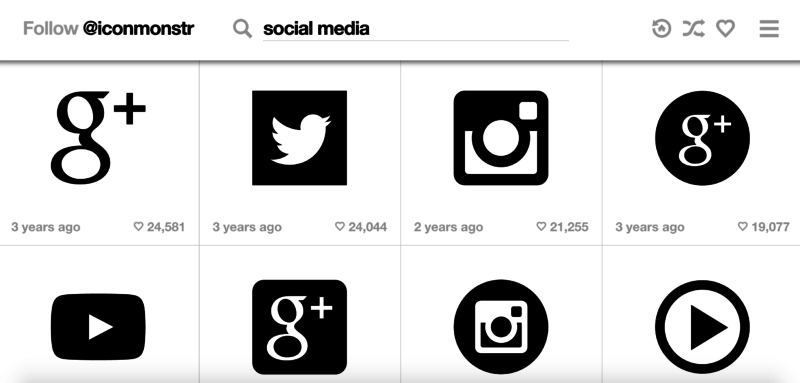 Follow @iconmonstr
social media
g+
g+
3 years ago 24,581
3 years ago 24,044
2 years ago 21,255
3 years ago 19,077
g+